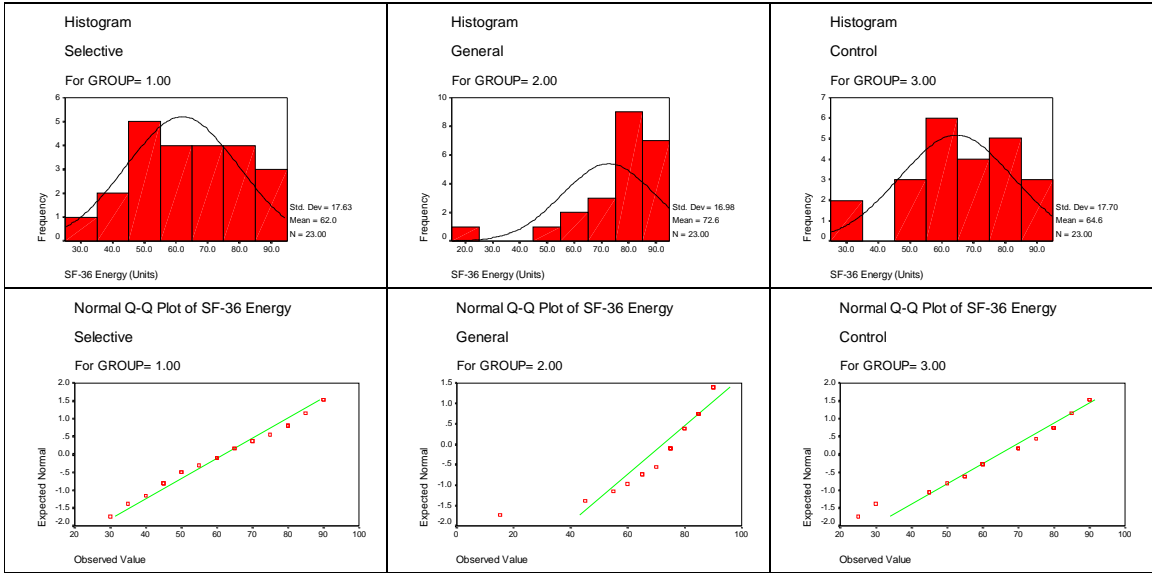 Histogram
Selective
For GROUP= 1.00
6
5
4
3
2
1
0
Frequency
30.0 40.0 50.0 60.0 70.0 80.0 90.0
SF-36 Energy (Units)
Std. Dev = 17.63
Mean = 62.0
N = 23.00
Histogram
General
For GROUP= 2.00
10
8
6
4
2
0
Frequency
20.0 30.0 40.0 50.0 60.0 70.0 80.0 90.0
SF-36 Energy (Units)
Std. Dev = 16.98
Mean = 72.6
N = 23.00
Histogram
Control
For GROUP= 3.00
7
6
5
4
3
2
1
0
Frequency
30.0 40.0 50.0 60.0 70.0 80.0 90.0
SF-36 Energy (Units)
Std. Dev = 17.70
Mean = 64.6
N = 23.00
Normal Q-Q Plot of SF-36 Energy
Selective
For GROUP= 1.00
2.0
1.5
1.0
.5
0.0
-.5
-1.0
-1.5
-2.0
Expected Normal
20 30 40 50 60 70 80 90 100
Observed Value
Normal Q-Q Plot of SF-36 Energy
General
For GROUP= 2.00
1.5
1.0
.5
0.0
-.5
-1.0
-1.5
-2.0
Expected Normal
0 20 40 60 80 100
Observed Value
Normal Q-Q Plot of SF-36 Energy
Control
For GROUP= 3.00
2.0
1.5
1.0
.5
0.0
-.5
-1.0
-1.5
-2.0
Expected Normal
20 30 40 50 60 70 80 90 100
Observed Value